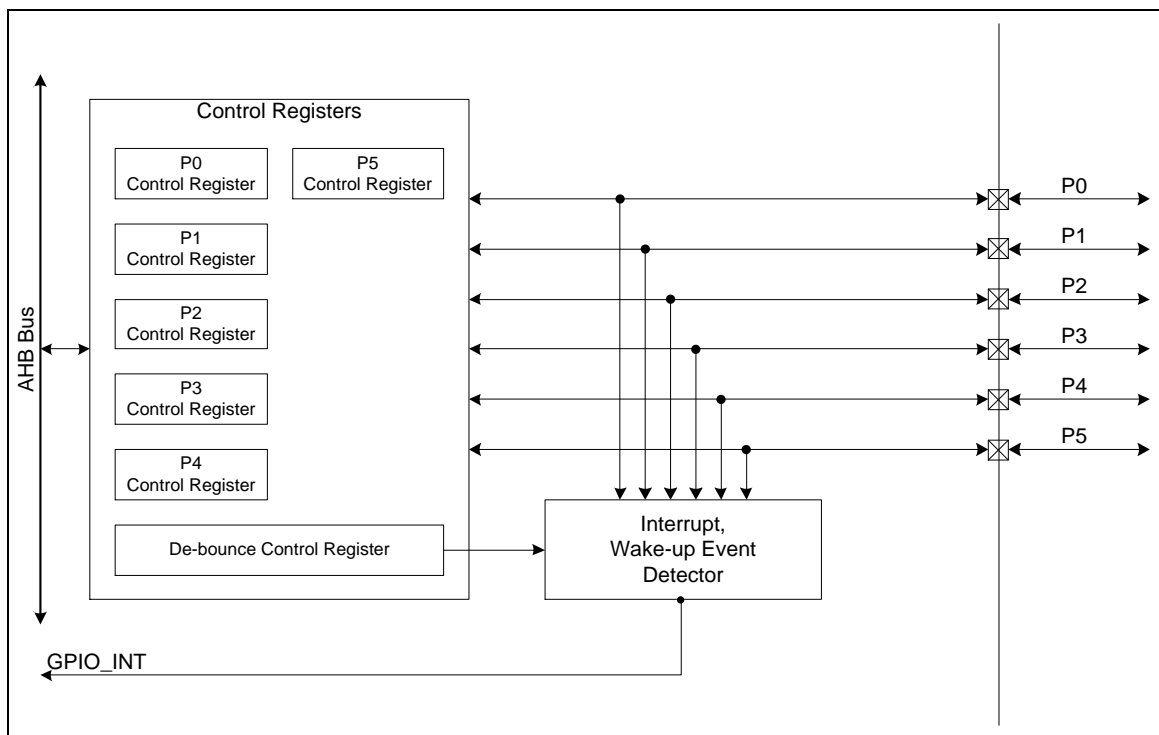 Control Registers
P0
Control Register
P5
Control Register
P1
Control Register
P2
Control Register
P3
Control Register
P4
Control Register
De-bounce Control Register
AHB Bus
Interrupt,
Wake-up Event
Detector
GPIO_INT
P0
P1
P2
P3
P4
P5